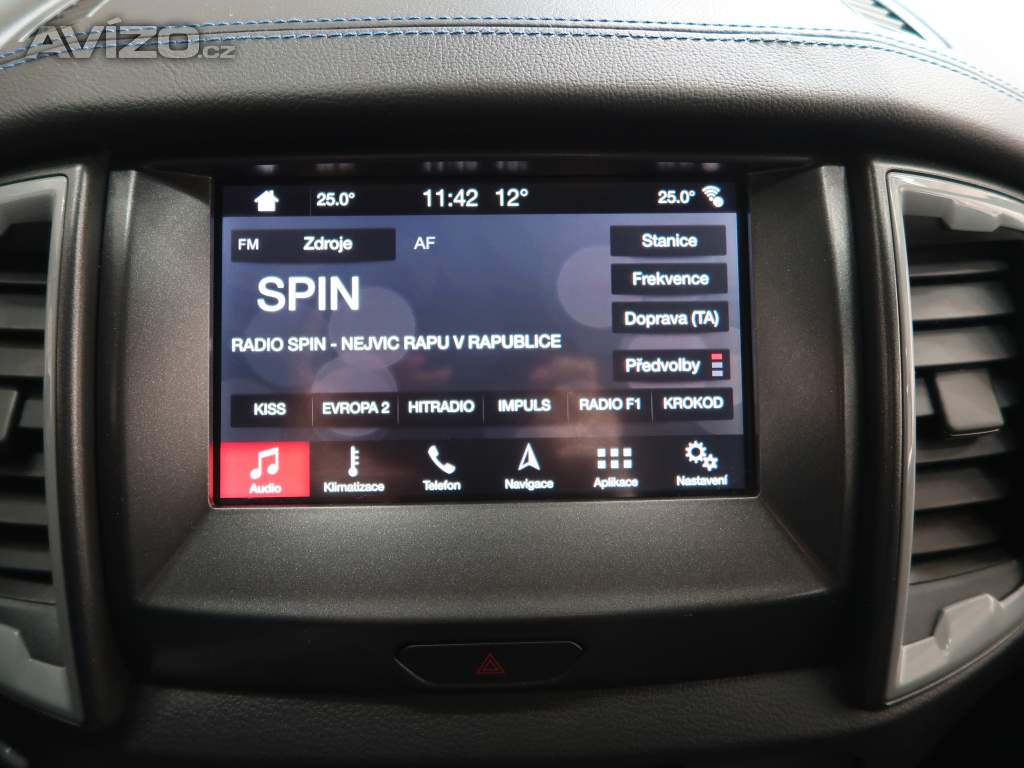 AVÍZO.cz
25.0° 11:42 12° 25.0°
FM Zdroje AF Stanice
Frekvence
SPIN
Doprava (TA)
RADIO SPIN - NEJVIC RAPU V RAPUBLICE
Předvolby
KISS EVROPA 2 HITRADIO IMPULS RADIO F1 KROKOD
Audio Klimatizace Telefon Navigace Aplikace Nastavení